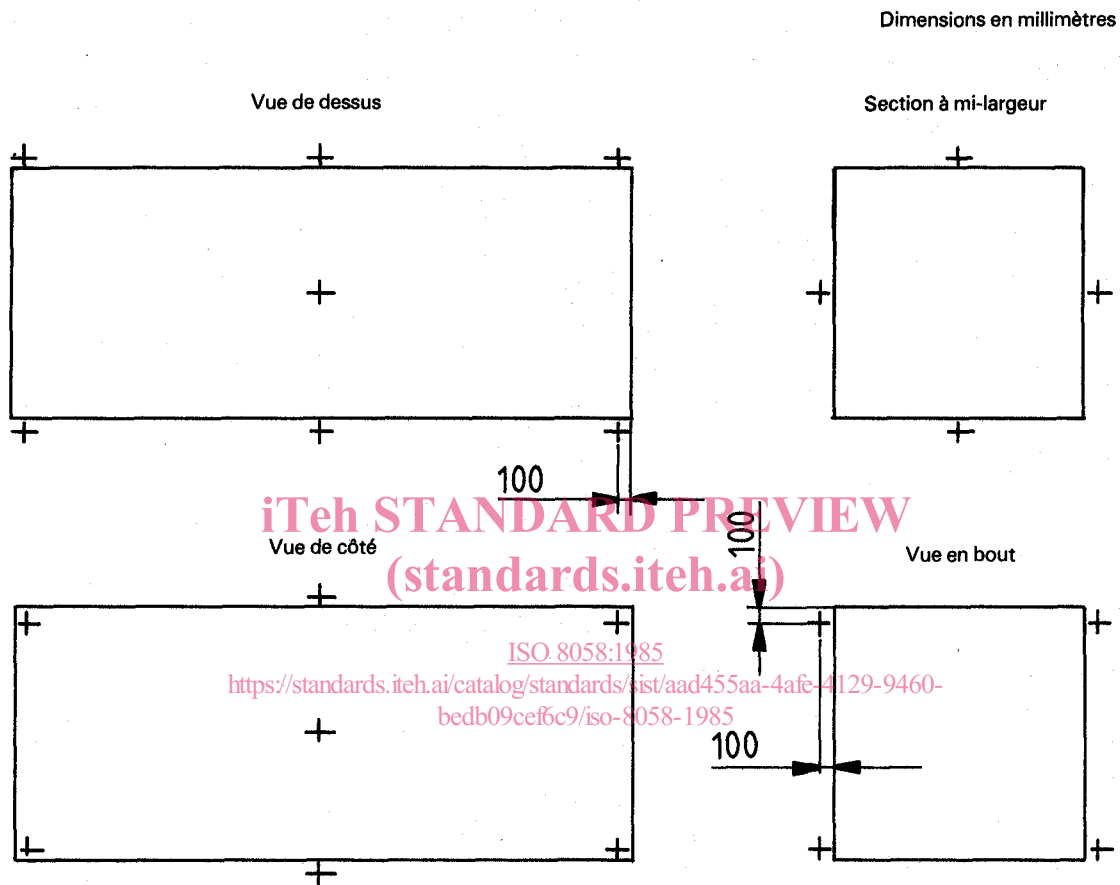 Dimensions en millimètres
Vue de dessus
Section à mi-largeur
100
iTeh STANDARD PREVIEW
100
Vue de côté
Vue en bout
(standards.iteh.ai)
ISO 8058:1985
https://standards.iteh.ai/catalog/standards/sist/aad455aa-4afe-4129-9460-
bedb09cef6c9/iso-8058-1985
100